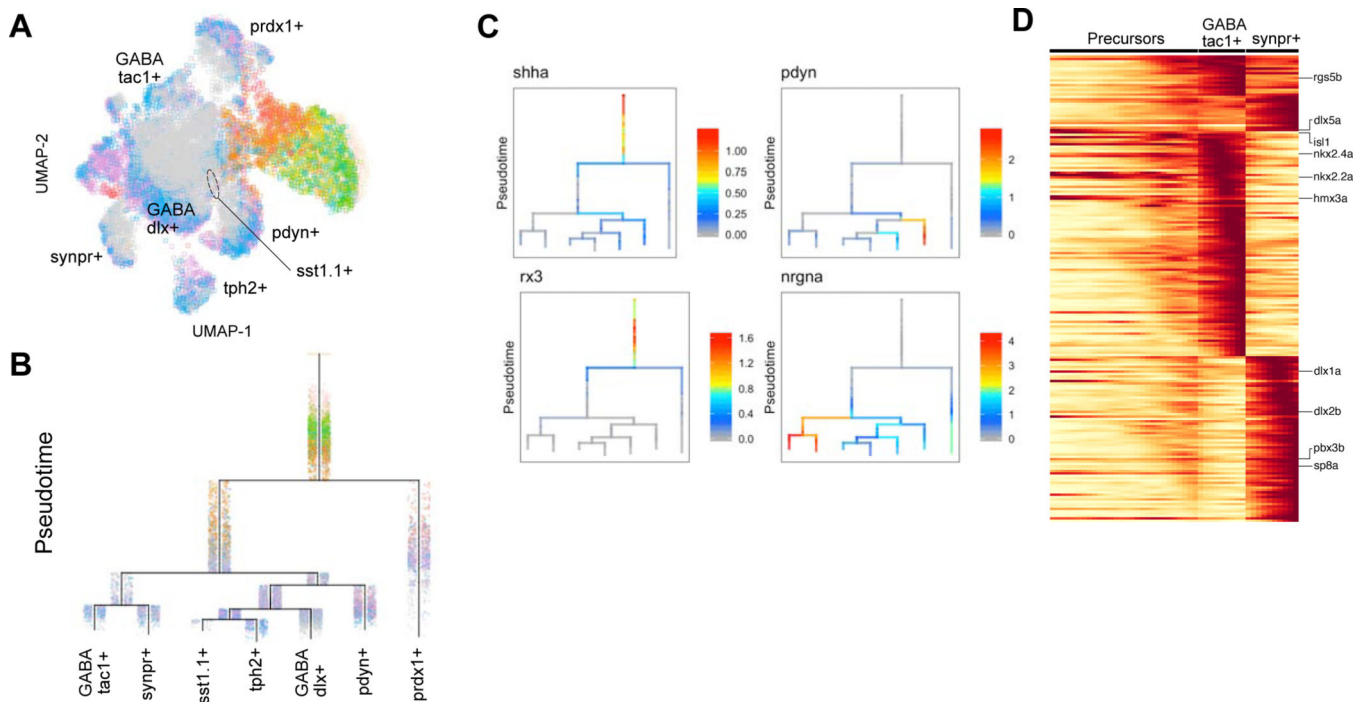 A
prdx1+
GABA
tac1+
UMAP-2
GABA
dlx+
pdyn+
synpr+
sst1.1+
tph2+
UMAP-1
B
Pseudotime
GABA
tac1+
synpr+
sst1.1+
tph2+
GABA
dlx+
pdyn+
prdx1+
C
shha
Pseudotime
1.00
0.75
0.50
0.25
0.00
pdyn
Pseudotime
2
1
0
rx3
Pseudotime
1.6
1.2
0.8
0.4
0.0
nrgna
Pseudotime
4
3
2
1
0
D
Precursors
GABA
tac1+
synpr+
rgs5b
dlx5a
isl1
nkx2.4a
nkx2.2a
hmx3a
dlx1a
dlx2b
pbx3b
sp8a